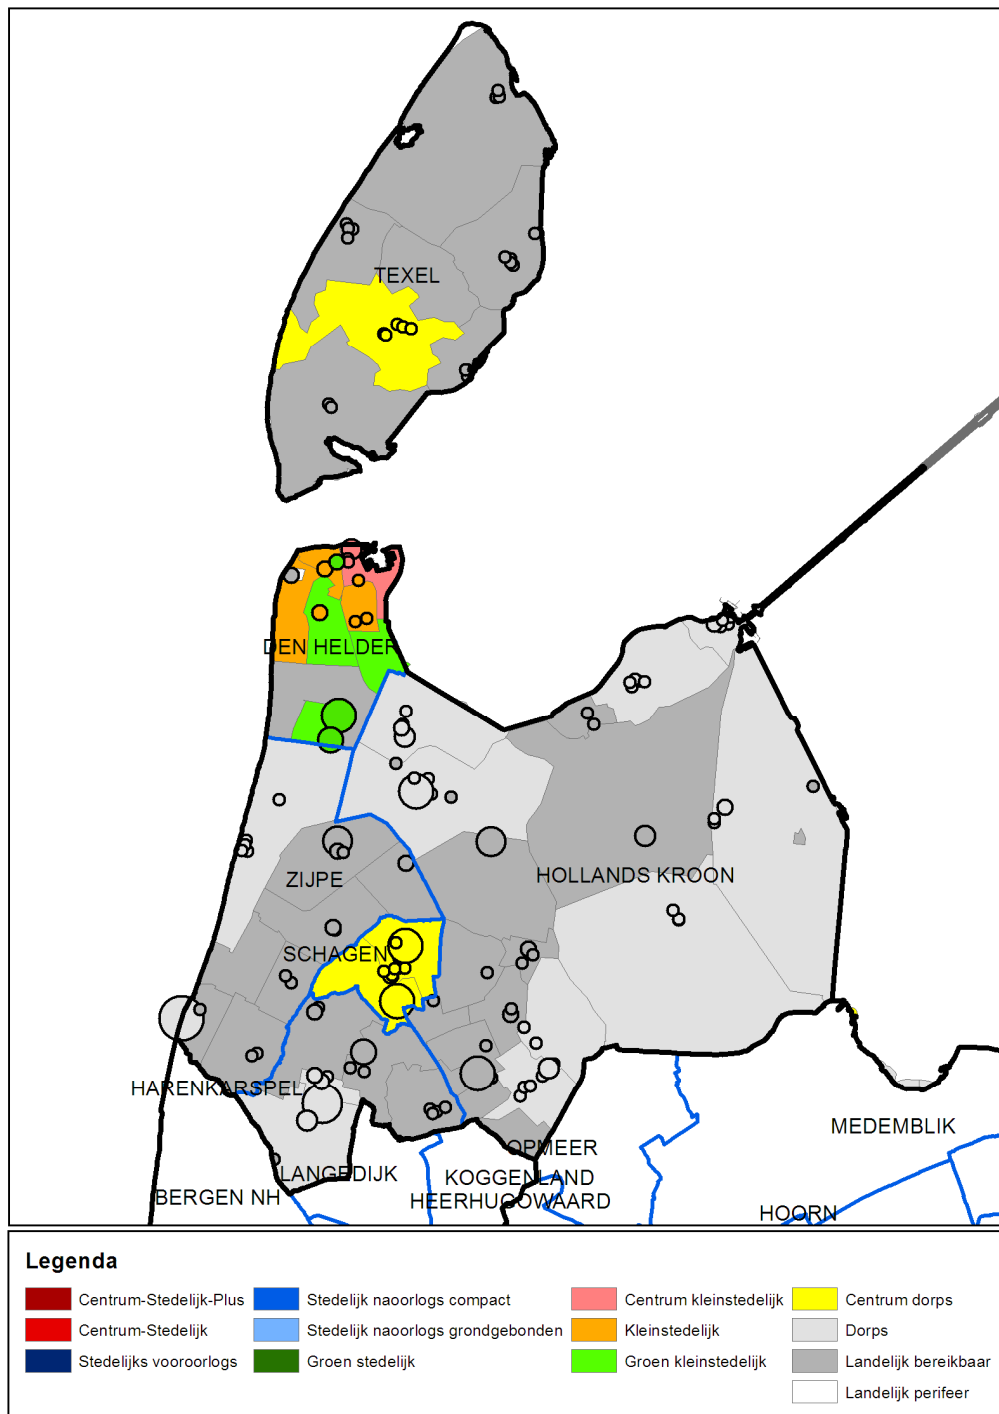 TEXEL
DEN HELDER
HOLLANDS KROON
ZIJPE
SCHAGEN
HARENKARSPEL
MEDEMBLIK
OPMEER
LANGEDIJK
KOGGENLAND
BERGEN NH
HEERHUGOWAARD
HOORN
Legenda
Centrum-Stedelijk-Plus
Centrum-Stedelijk
Stedelijks vooroorlogs
Stedelijk naoorlogs compact
Stedelijk naoorlogs grondgebonden
Groen stedelijk
Centrum kleinstedelijk
Kleinstedelijk
Groen kleinstedelijk
Centrum dorps
Dorps
Landelijk bereikbaar
Landelijk perifeer